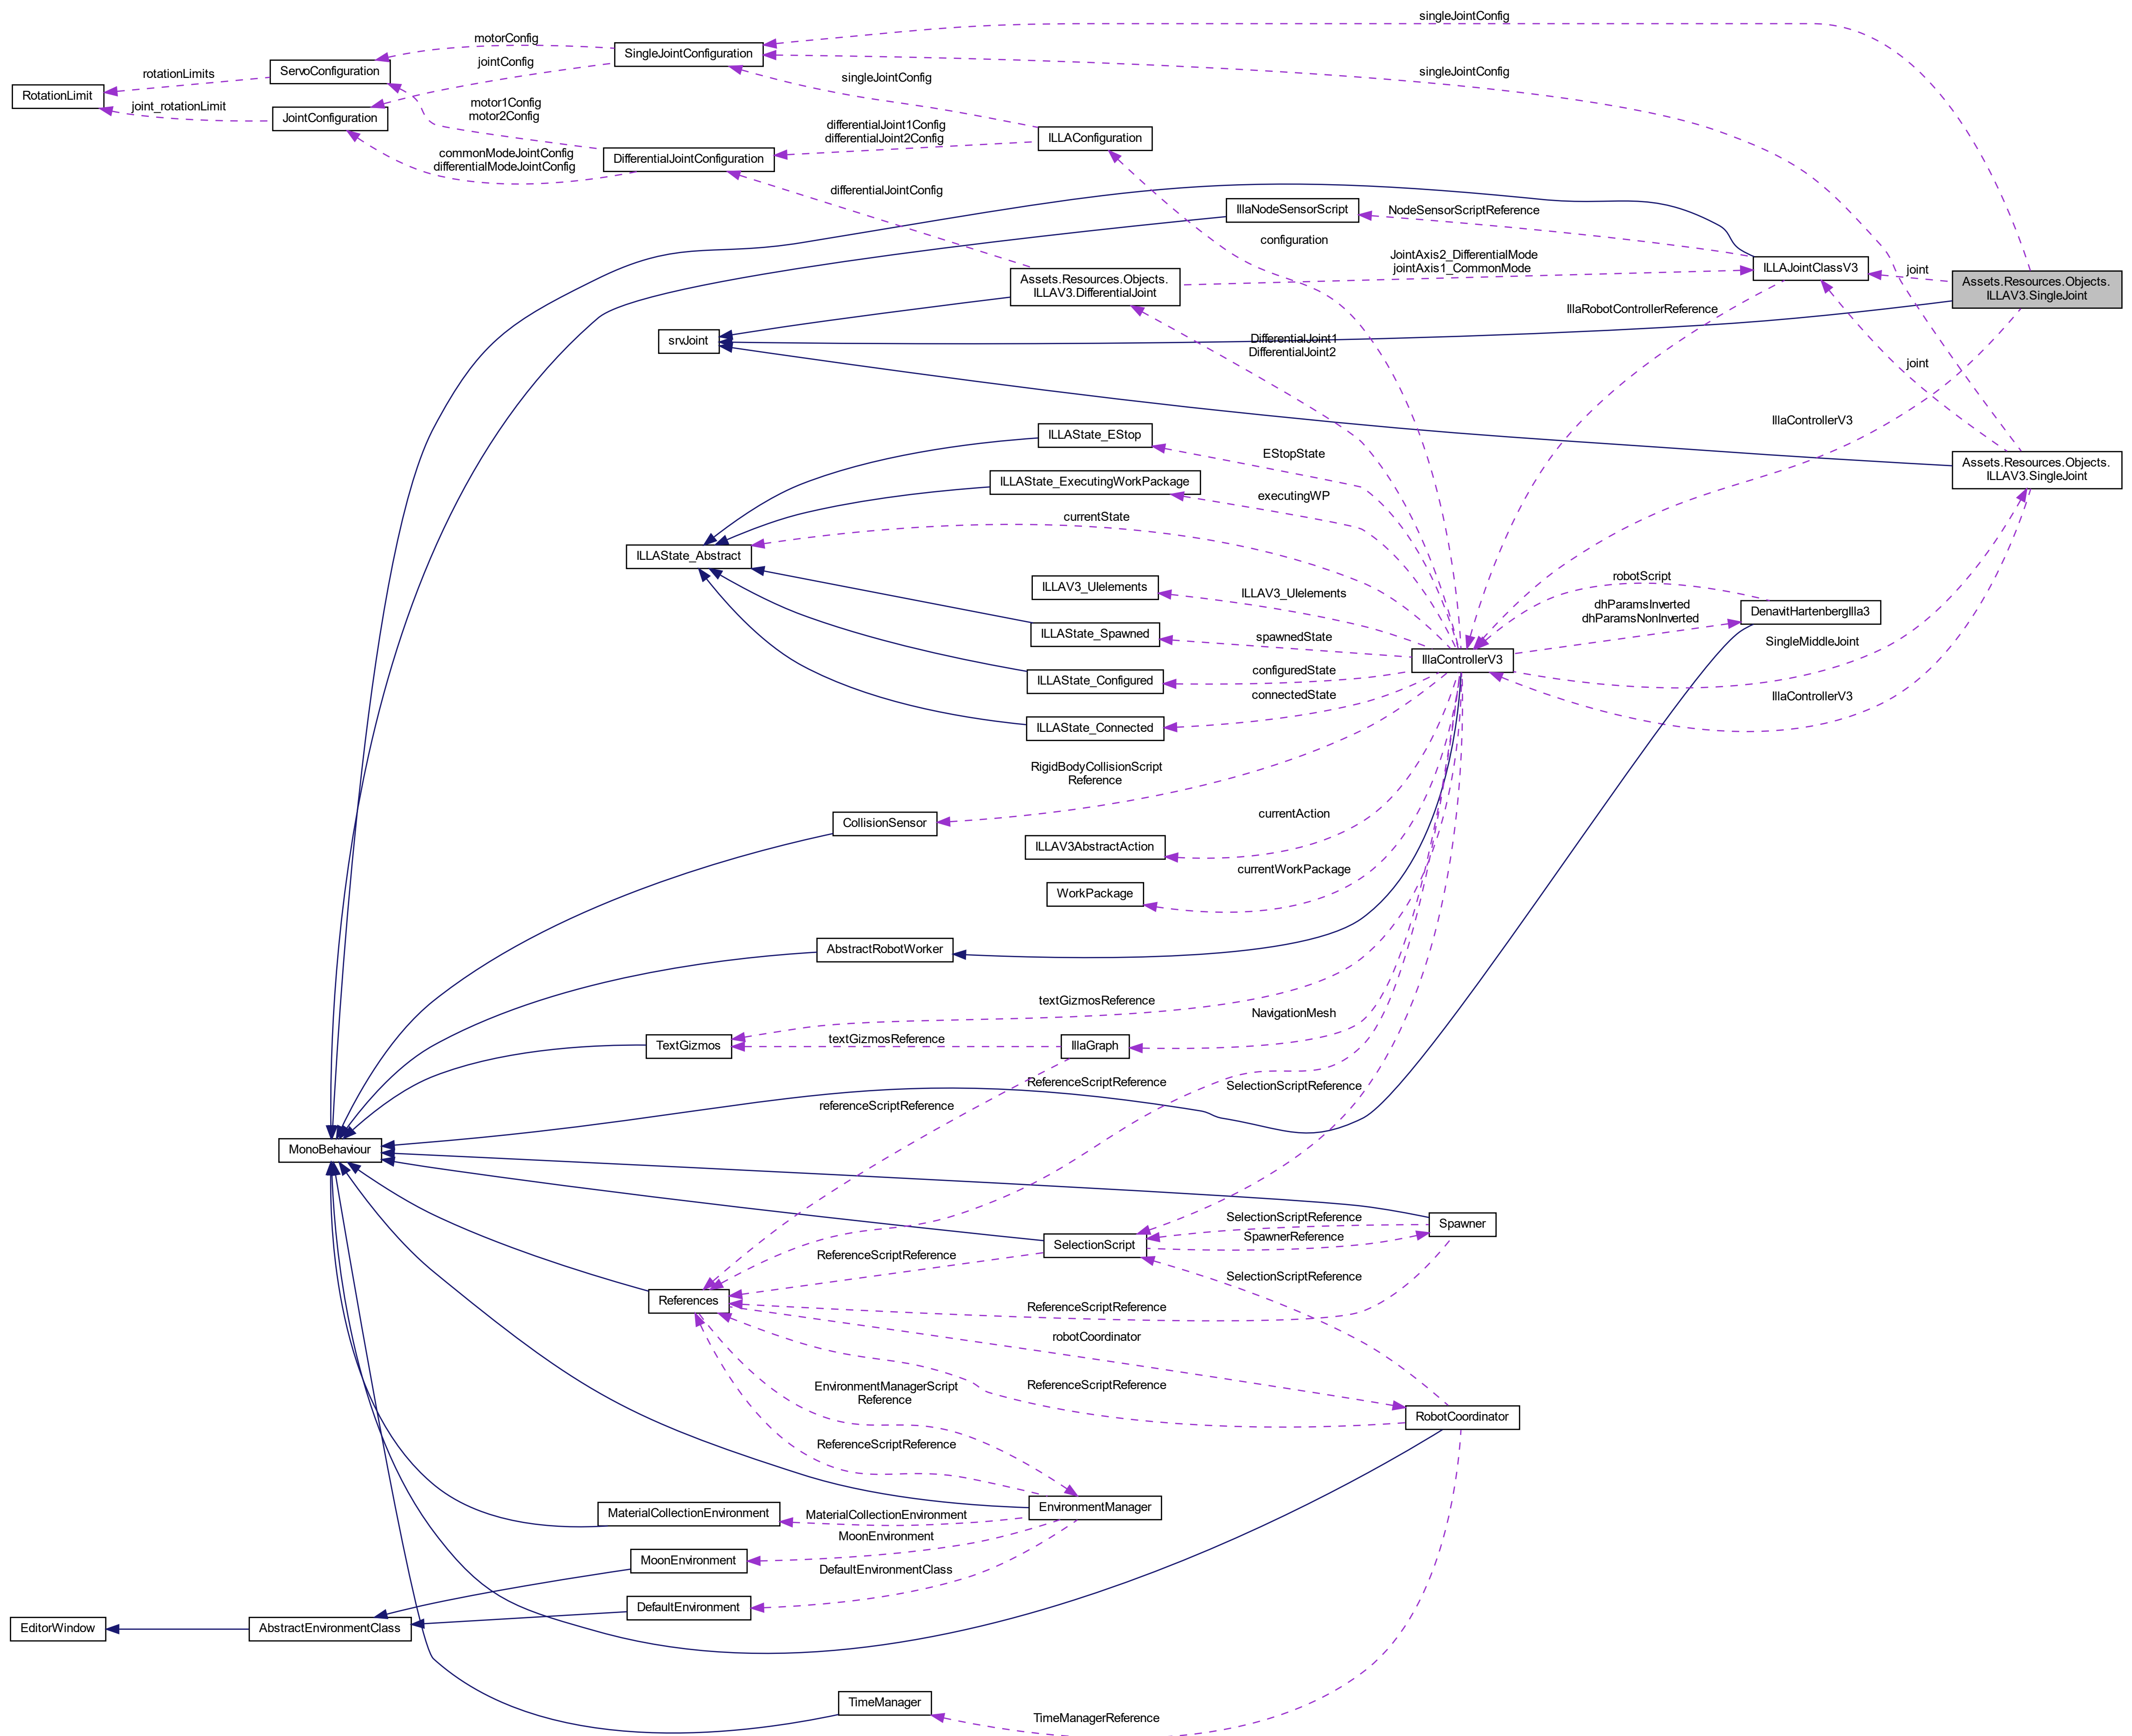 singleJointConfig
motorConfig
SingleJointConfiguration
jointConfig
ServoConfiguration
rotationLimits
singleJointConfig
singleJointConfig
RotationLimit
joint_rotationLimit
JointConfiguration
motor1Config
motor2Config
differentialJoint1Config
differentialJoint2Config
ILLAConfiguration
commonModeJointConfig
differentialModeJointConfig
DifferentialJointConfiguration
differentialJointConfig
IllaNodeSensorScript
NodeSensorScriptReference
configuration
JointAxis2_DifferentialMode
jointAxis1_CommonMode
ILLAJointClassV3
joint
Assets.Resources.Objects.
ILLAV3.SingleJoint
Assets.Resources.Objects.
ILLAV3.DifferentialJoint
IllaRobotControllerReference
srvJoint
DifferentialJoint1
DifferentialJoint2
joint
IllaControllerV3
ILLAState_EStop
EStopState
Assets.Resources.Objects.
ILLAV3.SingleJoint
ILLAState_ExecutingWorkPackage
executingWP
currentState
ILLAState_Abstract
robotScript
ILLAV3_UIelements
ILLAV3_UIelements
dhParamsInverted
dhParamsNonInverted
DenavitHartenbergIlla3
ILLAState_Spawned
spawnedState
SingleMiddleJoint
IllaControllerV3
ILLAState_Configured
configuredState
connectedState
IllaControllerV3
ILLAState_Connected
RigidBodyCollisionScript
Reference
CollisionSensor
currentAction
ILLAV3AbstractAction
currentWorkPackage
WorkPackage
AbstractRobotWorker
textGizmosReference
NavigationMesh
TextGizmos
textGizmosReference
IllaGraph
ReferenceScriptReference
SelectionScriptReference
referenceScriptReference
MonoBehaviour
SelectionScriptReference
Spawner
SpawnerReference
SelectionScript
ReferenceScriptReference
SelectionScriptReference
References
ReferenceScriptReference
robotCoordinator
EnvironmentManagerScript
Reference
ReferenceScriptReference
RobotCoordinator
ReferenceScriptReference
EnvironmentManager
MaterialCollectionEnvironment
MaterialCollectionEnvironment
MoonEnvironment
MoonEnvironment
DefaultEnvironmentClass
DefaultEnvironment
EditorWindow
AbstractEnvironmentClass
TimeManager
TimeManagerReference